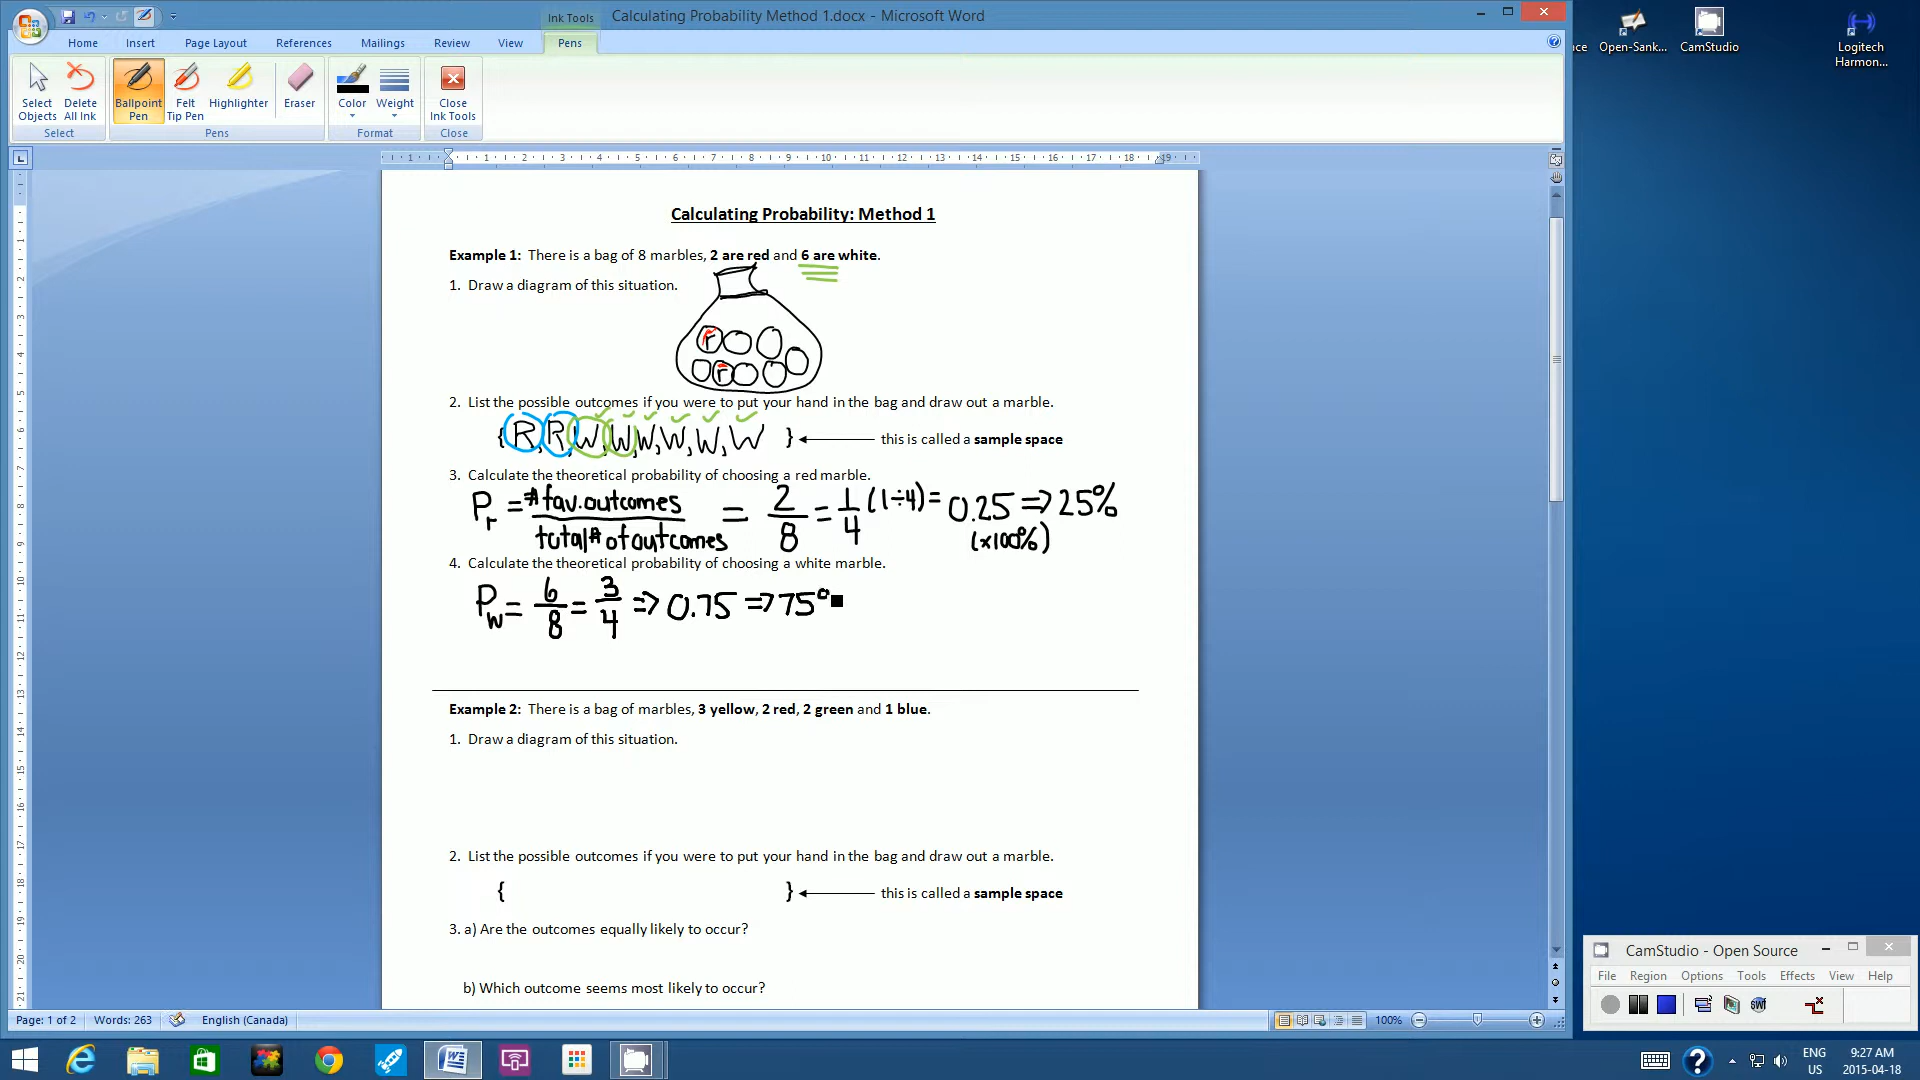 Ink Tools
Calculating Probability Method 1.docx - Microsoft Word
Home Insert Page Layout References Mailings Review View Pens
Select Objects
Delete All Ink
Ballpoint Pen
Felt Tip Pen
Highlighter
Eraser
Color
Weight
Close Ink Tools
Select Pens Format Close
Open-Sank...
CamStudio
Logitech Harmon...
Calculating Probability: Method 1
Example 1: There is a bag of 8 marbles, 2 are red and 6 are white.
1. Draw a diagram of this situation.
r
r
2. List the possible outcomes if you were to put your hand in the bag and draw out a marble.
{ R, R, W, W, W, W, W, W } this is called a sample space
3. Calculate the theoretical probability of choosing a red marble.
Pr = # fav. outcomes / total # of outcomes = 2/8 = 1/4 (1÷4) = 0.25 => 25%
(x100%)
4. Calculate the theoretical probability of choosing a white marble.
Pw = 6/8 = 3/4 => 0.75 => 75
Example 2: There is a bag of marbles, 3 yellow, 2 red, 2 green and 1 blue.
1. Draw a diagram of this situation.
2. List the possible outcomes if you were to put your hand in the bag and draw out a marble.
{ } this is called a sample space
3. a) Are the outcomes equally likely to occur?
b) Which outcome seems most likely to occur?
CamStudio - Open Source
File Region Options Tools Effects View Help
Page: 1 of 2 Words: 263 English (Canada) 100%
ENG US
9:27 AM
2015-04-18